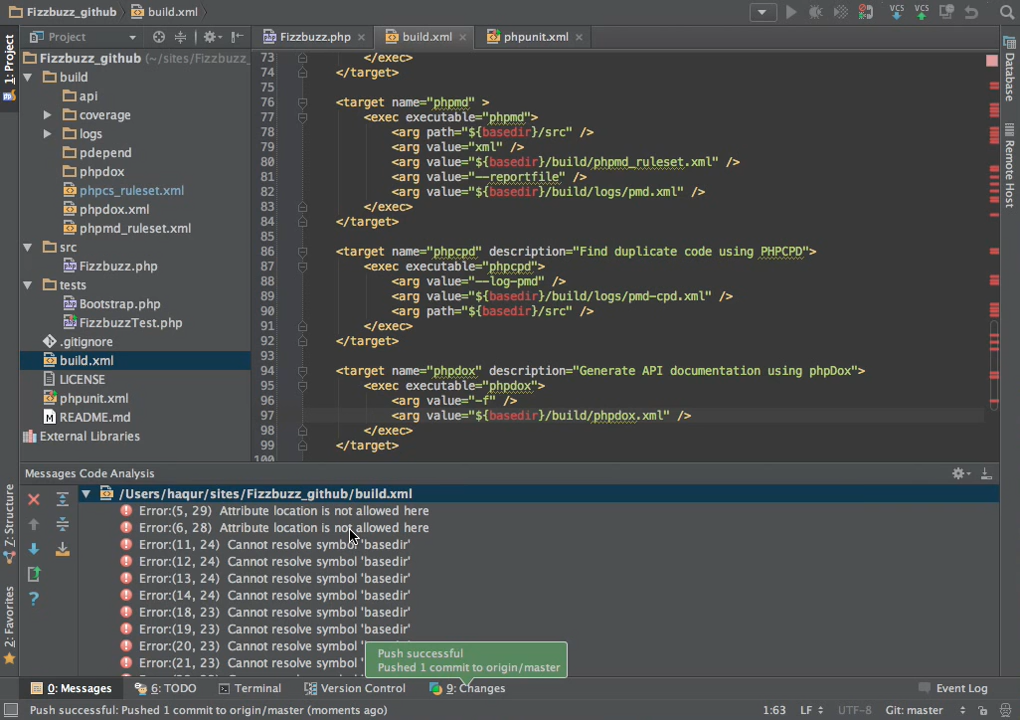 Fizzbuzz_github
build.xml
VCS
VCS
1: Project
Project
Fizzbuzz.php
build.xml
phpunit.xml
Fizzbuzz_github (~/sites/Fizzbuzz_
build
api
coverage
logs
pdepend
phpdox
phpcs_ruleset.xml
phpdox.xml
phpmd_ruleset.xml
src
Fizzbuzz.php
tests
Bootstrap.php
FizzbuzzTest.php
.gitignore
build.xml
LICENSE
phpunit.xml
README.md
External Libraries
73 </exec>
74 </target>
75
76 <target name="phpmd" >
77 <exec executable="phpmd">
78 <arg path="${basedir}/src" />
79 <arg value="xml" />
80 <arg value="${basedir}/build/phpmd_ruleset.xml" />
81 <arg value="--reportfile" />
82 <arg value="${basedir}/build/logs/pmd.xml" />
83 </exec>
84 </target>
85
86 <target name="phpcpd" description="Find duplicate code using PHPCPD">
87 <exec executable="phpcpd">
88 <arg value="--log-pmd" />
89 <arg value="${basedir}/build/logs/pmd-cpd.xml" />
90 <arg path="${basedir}/src" />
91 </exec>
92 </target>
93
94 <target name="phpdox" description="Generate API documentation using phpDox">
95 <exec executable="phpdox">
96 <arg value="-f" />
97 <arg value="${basedir}/build/phpdox.xml" />
98 </exec>
99 </target>
100
Database
Remote Host
7: Structure
2: Favorites
Messages Code Analysis
/Users/haqur/sites/Fizzbuzz_github/build.xml
Error:(5, 29) Attribute location is not allowed here
Error:(6, 28) Attribute location is not allowed here
Error:(11, 24) Cannot resolve symbol 'basedir'
Error:(12, 24) Cannot resolve symbol 'basedir'
Error:(13, 24) Cannot resolve symbol 'basedir'
Error:(14, 24) Cannot resolve symbol 'basedir'
Error:(18, 23) Cannot resolve symbol 'basedir'
Error:(19, 23) Cannot resolve symbol 'basedir'
Error:(20, 23) Cannot resolve symbol '
Error:(21, 23) Cannot resolve symbol '
Push successful
Pushed 1 commit to origin/master
0: Messages
6: TODO
Terminal
Version Control
9: Changes
Event Log
Push successful: Pushed 1 commit to origin/master (moments ago)
1:63
LF
UTF-8
Git: master